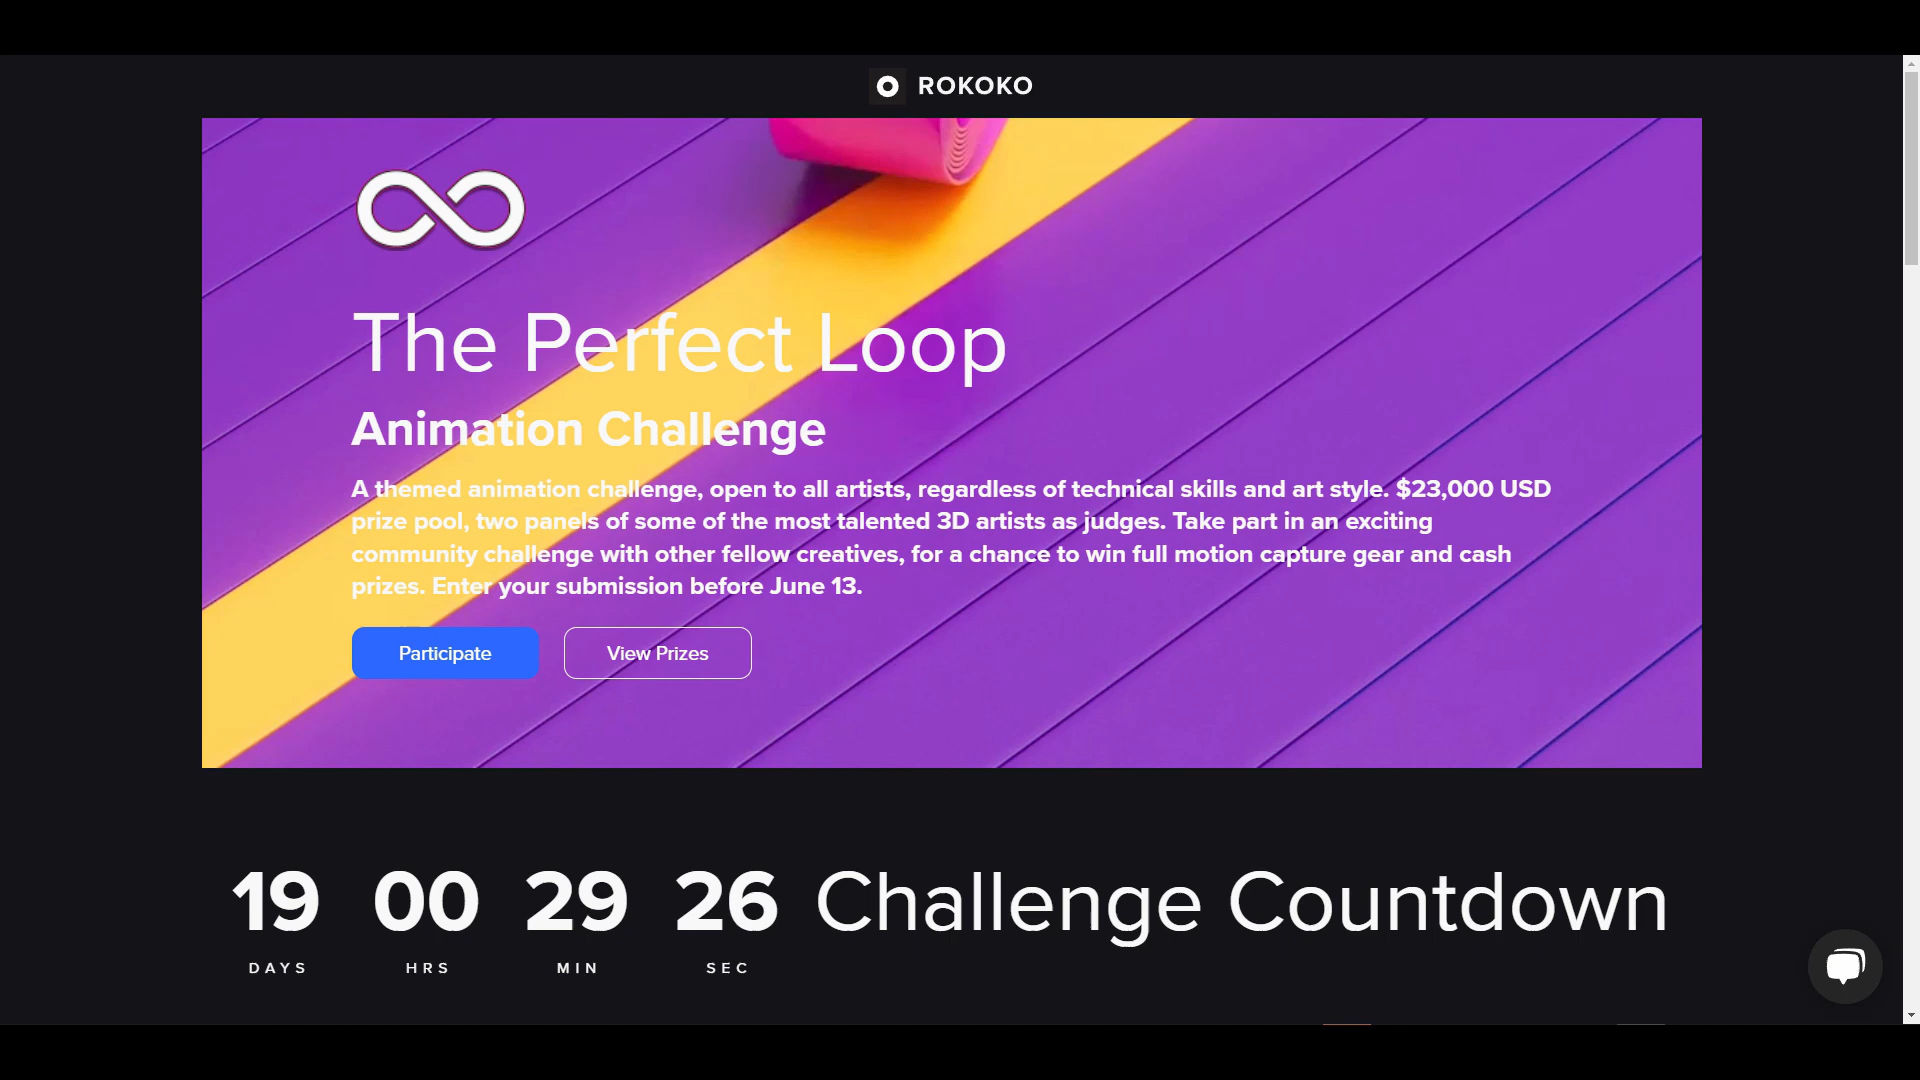 ROKOKO
The Perfect Loop
Animation Challenge
A themed animation challenge, open to all artists, regardless of technical skills and art style. $23,000 USD
prize pool, two panels of some of the most talented 3D artists as judges. Take part in an exciting
community challenge with other fellow creatives, for a chance to win full motion capture gear and cash
prizes. Enter your submission before June 13.
Participate View Prizes
19 00 29 26 Challenge Countdown
DAYS HRS MIN SEC